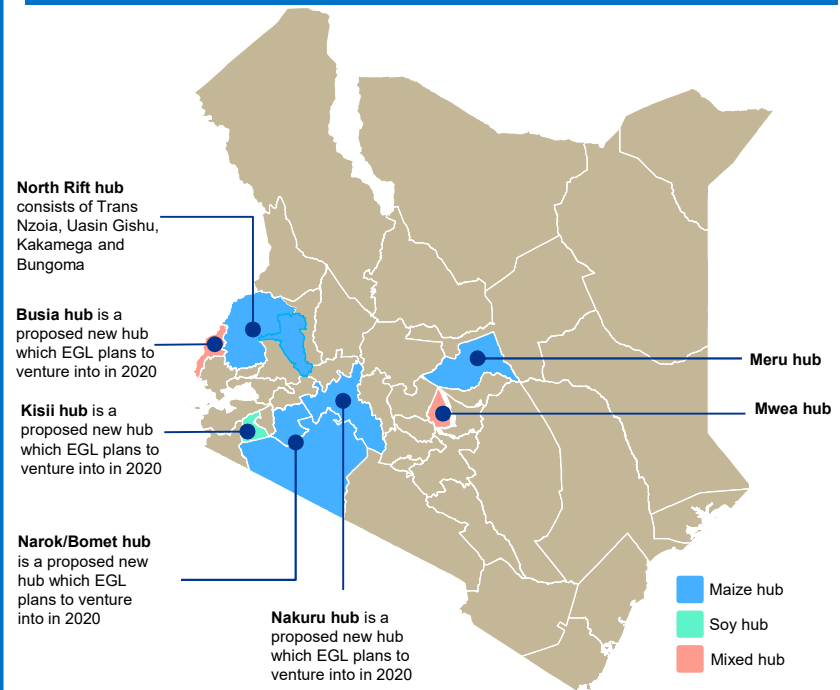 North Rift hub
consists of Trans
Nzoia, Uasin Gishu,
Kakamega and
Bungoma
Busia hub is a
proposed new hub
which EGL plans to
venture into in 2020
Kisii hub is a
proposed new hub
which EGL plans to
venture into in 2020
Narok/Bomet hub
is a proposed new
hub which EGL
plans to venture
into in 2020
Nakuru hub is a
proposed new hub
which EGL plans to
venture into in 2020
Meru hub
Mwea hub
Maize hub
Soy hub
Mixed hub